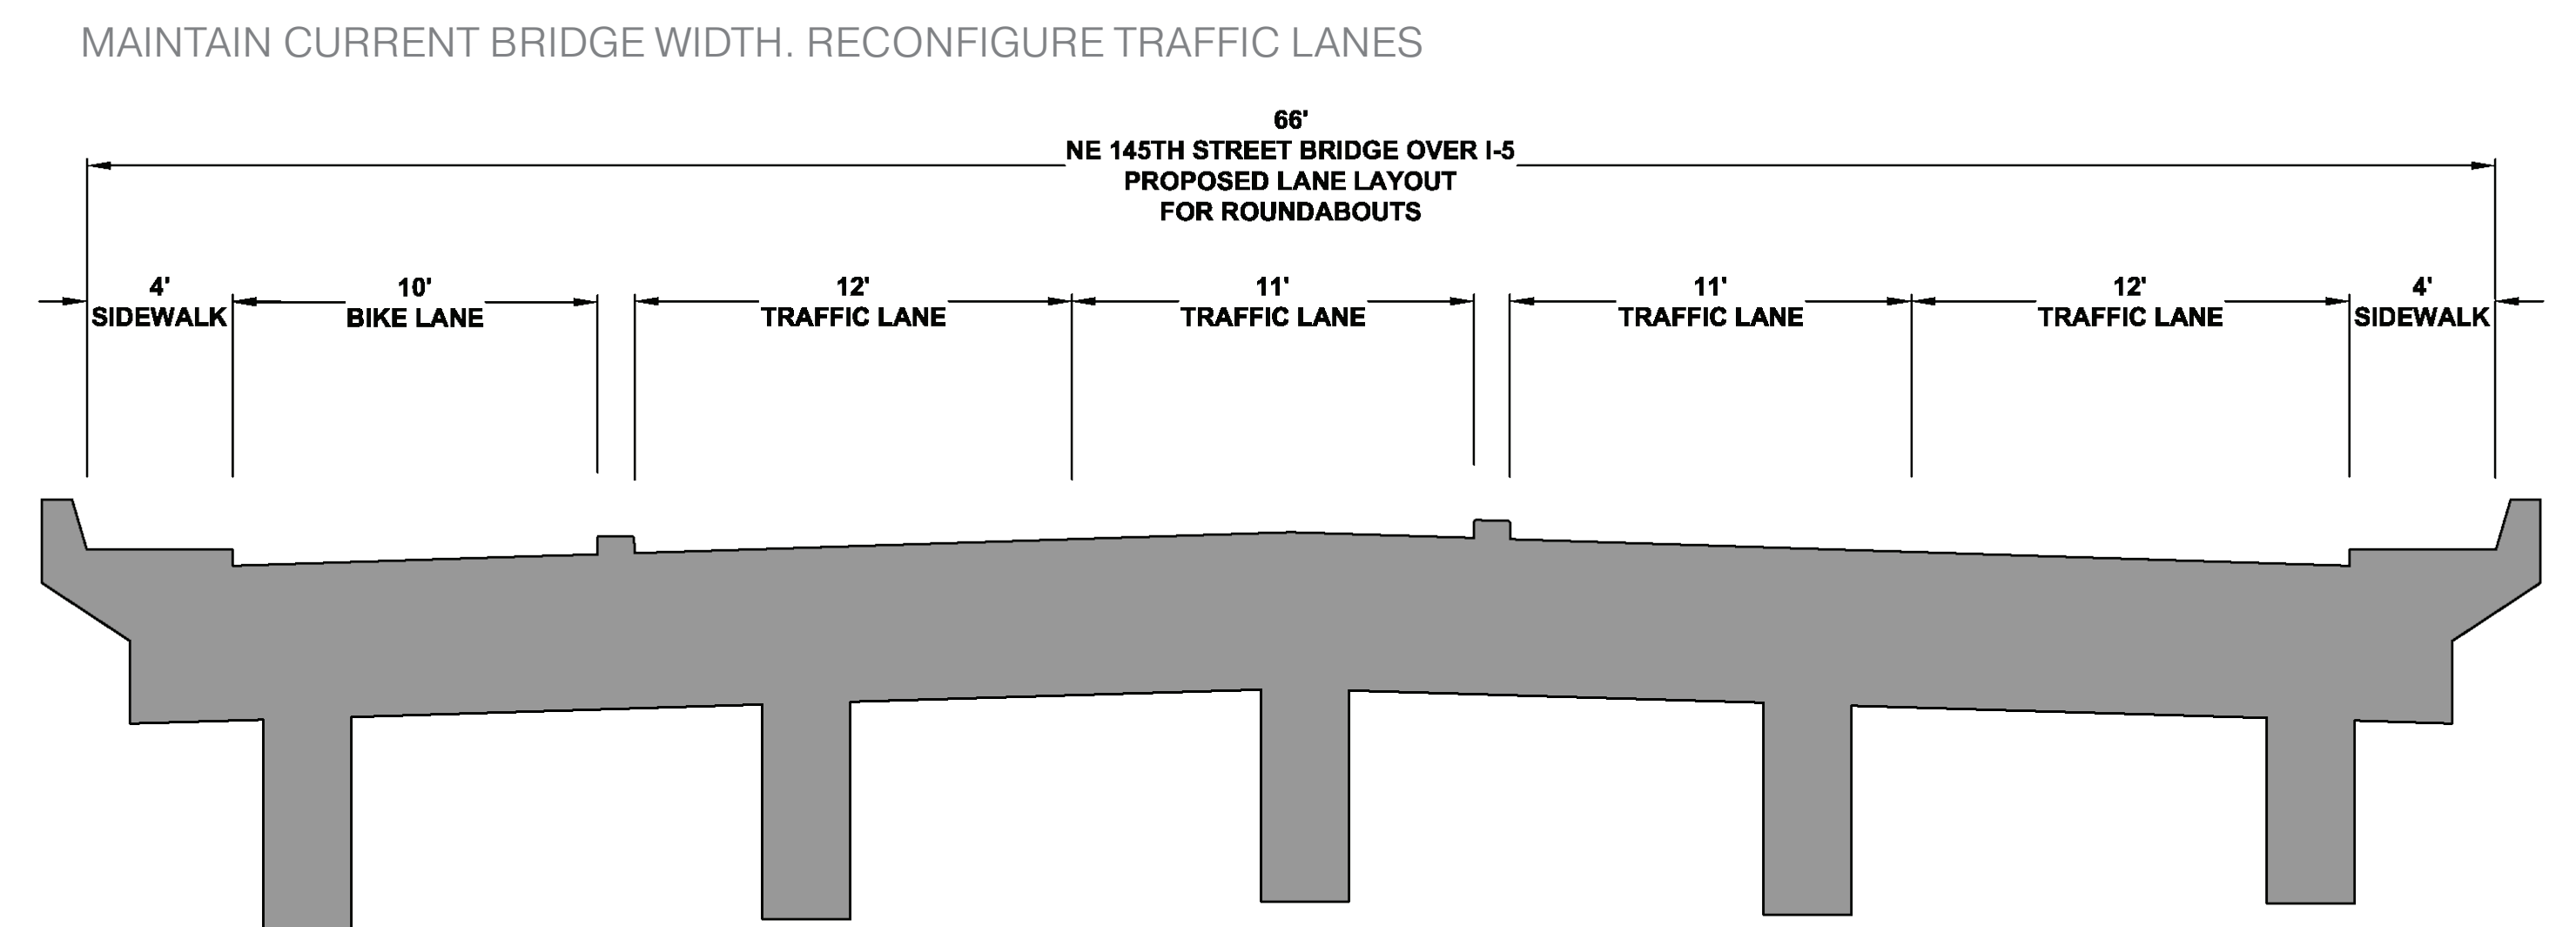 MAINTAIN CURRENT BRIDGE WIDTH. RECONFIGURE TRAFFIC LANES
66'
NE 145TH STREET BRIDGE OVER I-5
PROPOSED LANE LAYOUT
FOR ROUNDABOUTS
4'
SIDEWALK
10'
BIKE LANE
12'
TRAFFIC LANE
11'
TRAFFIC LANE
11'
TRAFFIC LANE
12'
TRAFFIC LANE
4'
SIDEWALK